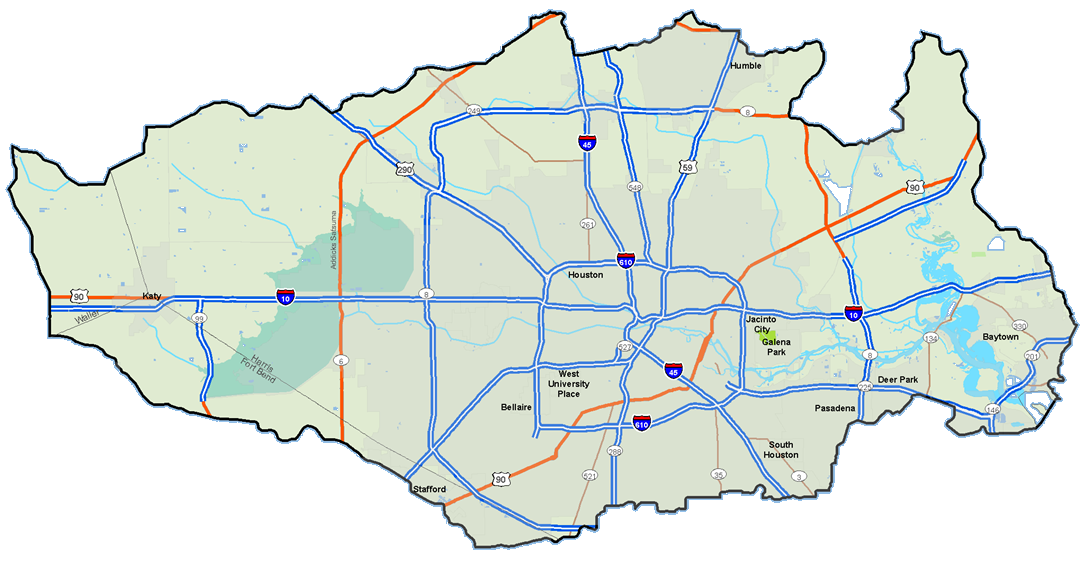 Humble
249
8
45
290
59
548
90
261
Addicks Satsuma
610
Houston
90
Katy
10
8
Waller
99
10
Jacinto
City
Galena
Park
330
Baytown
134
527
8
201
6
Harris
Fort Bend
45
West
University
Place
225
Deer Park
Bellaire
Pasadena
146
610
South
Houston
288
90
521
35
3
Stafford